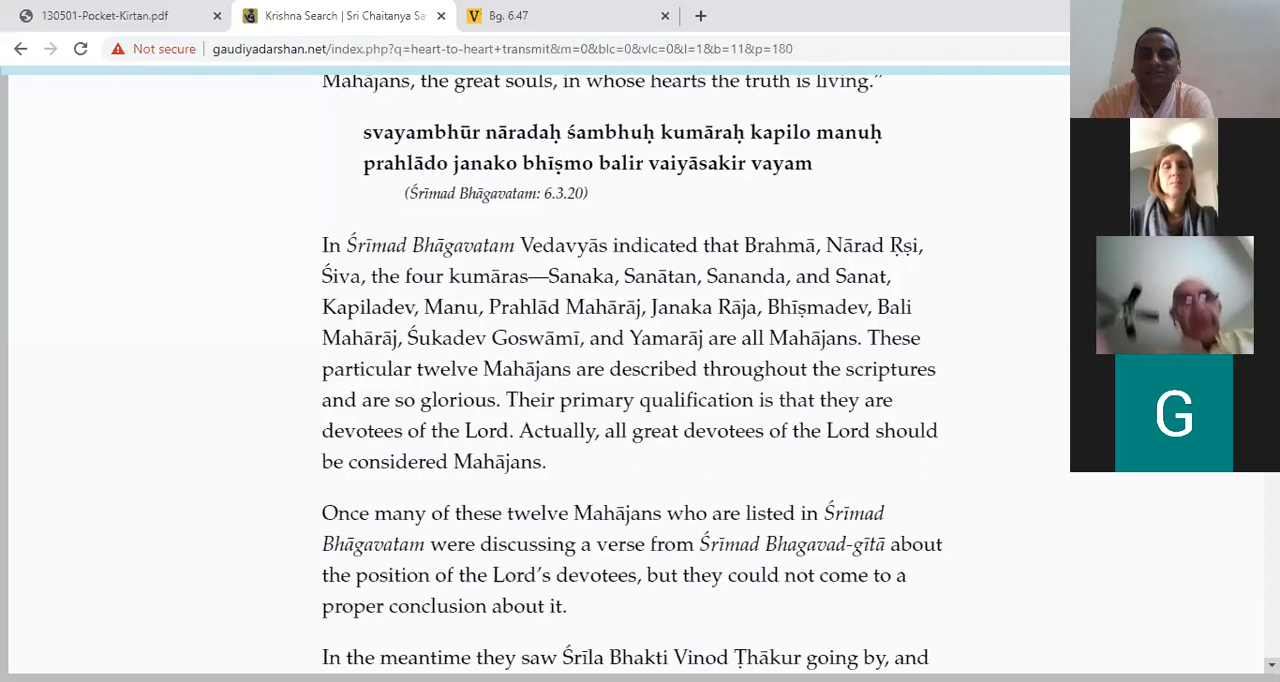 130501-Pocket-Kirtan.pdf
Krishna Search | Sri Chaitanya Sa
Bg. 6.47
Not secure
gaudiyadarshan.net/index.php?q=heart-to-heart+transmit&m=0&blc=0&vlc=0&l=1&b=11&p=180
Mahājans, the great souls, in whose hearts the truth is living.”
svayambhūr nāradaḥ śambhuḥ kumāraḥ kapilo manuḥ
prahlādo janako bhīṣmo balir vaiyāsakir vayam
(Śrīmad Bhāgavatam: 6.3.20)
In Śrīmad Bhāgavatam Vedavyās indicated that Brahmā, Nārad Ṛṣi,
Śiva, the four kumāras—Sanaka, Sanātan, Sananda, and Sanat,
Kapiladev, Manu, Prahlād Mahārāj, Janaka Rāja, Bhīṣmadev, Bali
Mahārāj, Śukadev Goswāmī, and Yamarāj are all Mahājans. These
particular twelve Mahājans are described throughout the scriptures
and are so glorious. Their primary qualification is that they are
devotees of the Lord. Actually, all great devotees of the Lord should
be considered Mahājans.
Once many of these twelve Mahājans who are listed in Śrīmad
Bhāgavatam were discussing a verse from Śrīmad Bhagavad-gītā about
the position of the Lord’s devotees, but they could not come to a
proper conclusion about it.
In the meantime they saw Śrīla Bhakti Vinod Ṭhākur going by, and
G